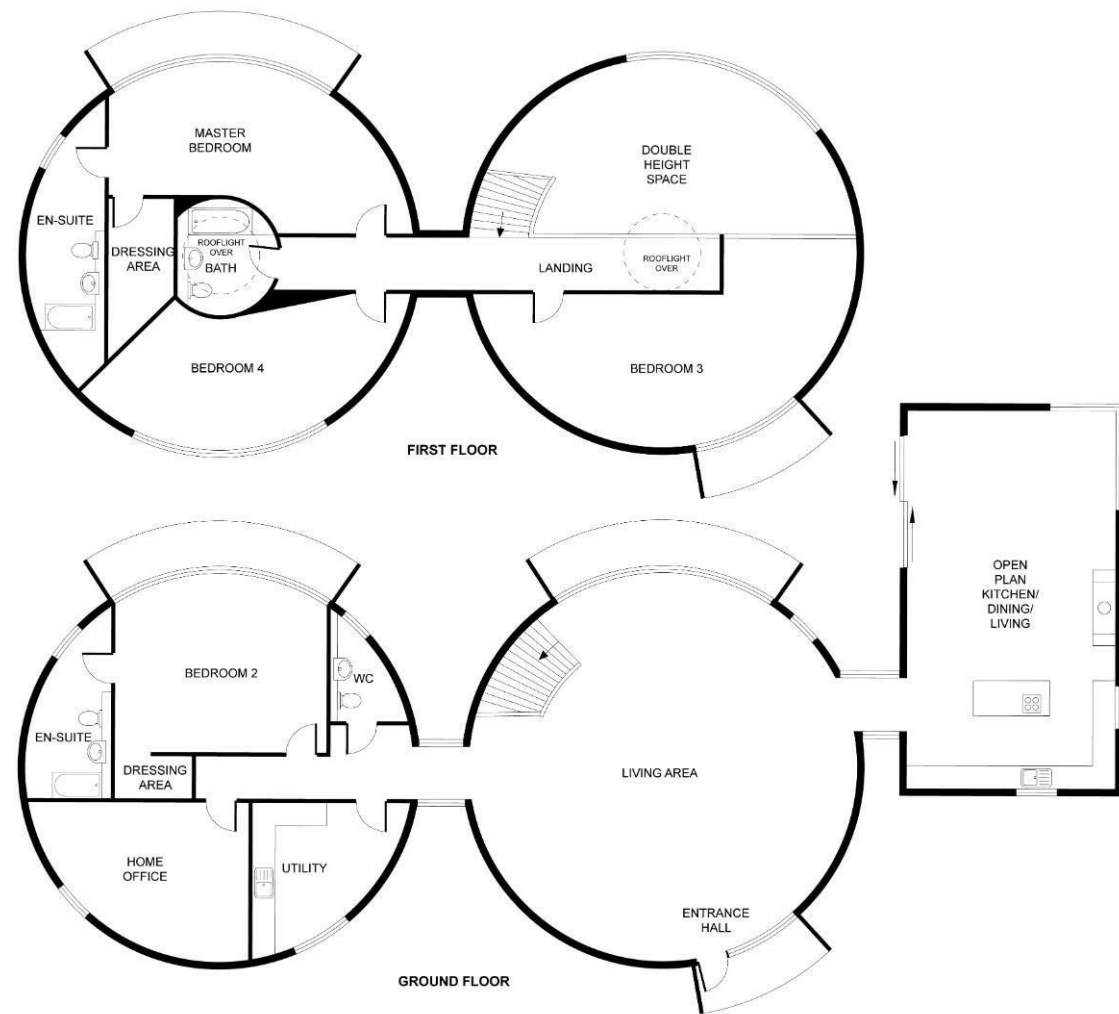 MASTER
BEDROOM
DOUBLE
HEIGHT
SPACE
EN-SUITE
DRESSING
AREA
ROOFLIGHT
OVER
BATH
LANDING
ROOFLIGHT
OVER
BEDROOM 4
BEDROOM 3
FIRST FLOOR
OPEN
PLAN
KITCHEN/
DINING/
LIVING
BEDROOM 2
WC
EN-SUITE
DRESSING
AREA
LIVING AREA
HOME
OFFICE
UTILITY
ENTRANCE
HALL
GROUND FLOOR